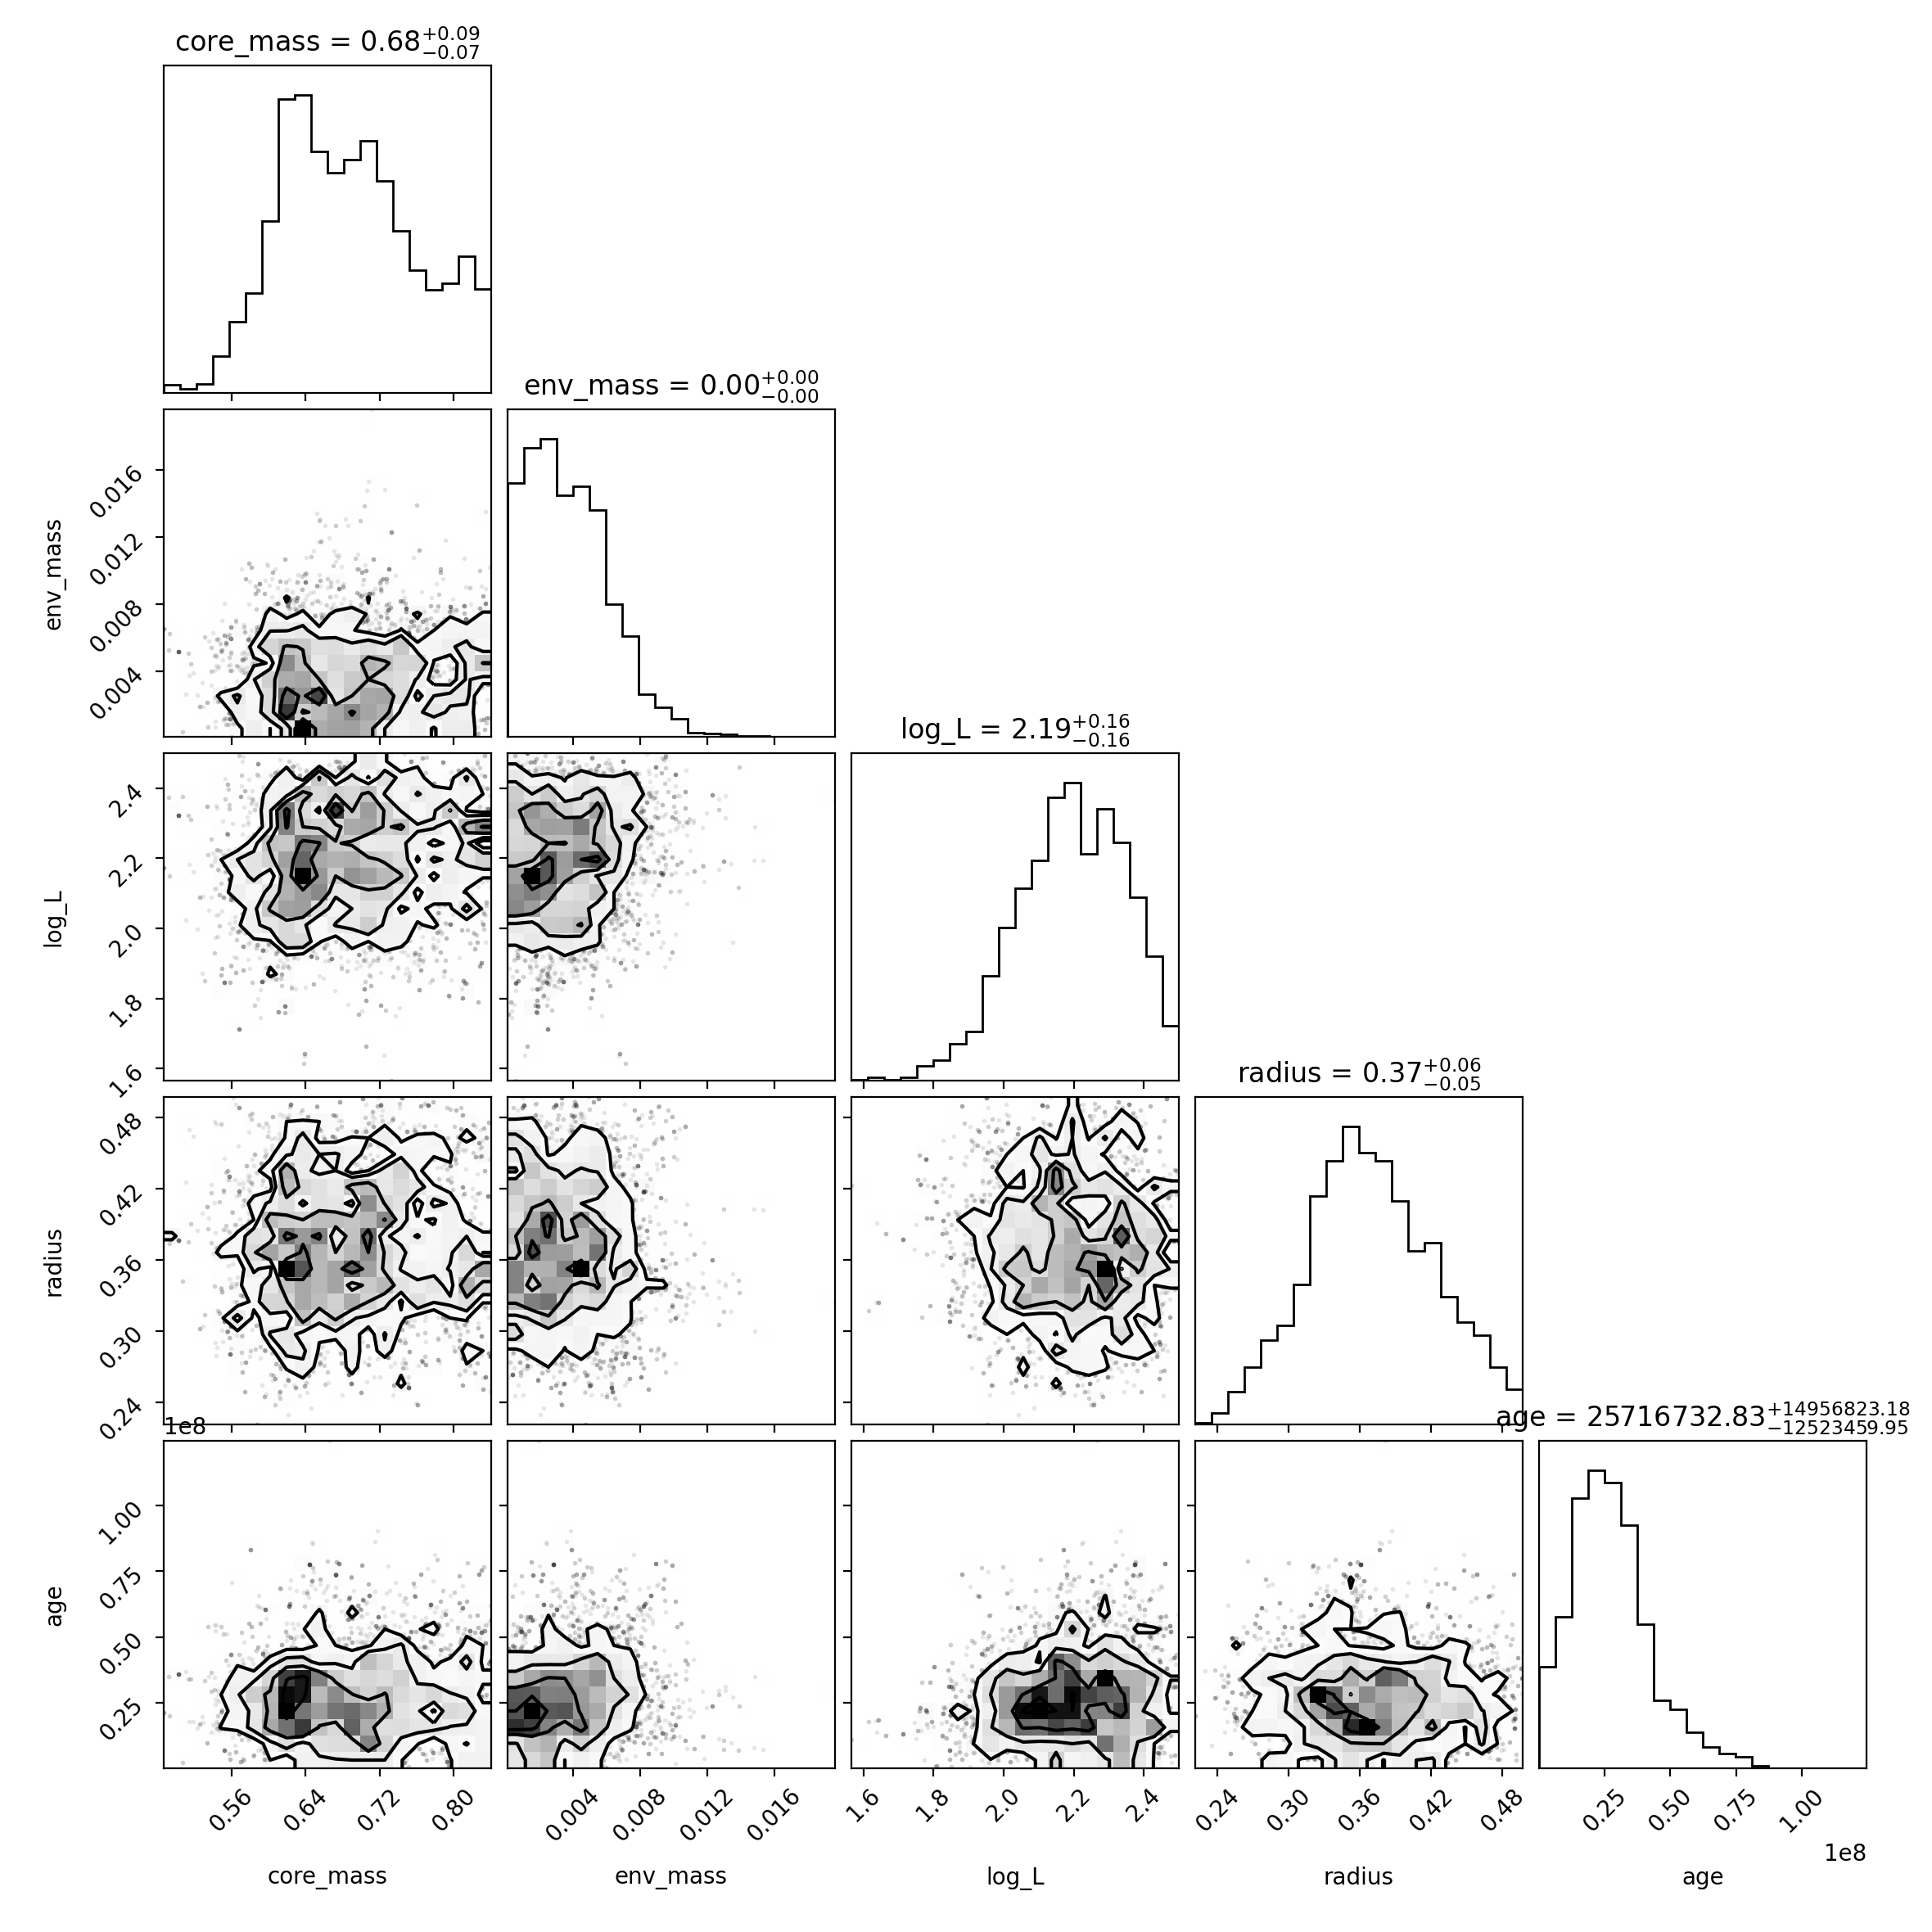 core_mass = 0.68+0.09−0.07
env_mass = 0.00+0.00−0.00
0.016
0.012
0.008
0.004
env_mass
log_L = 2.19+0.16−0.16
2.4
2.2
2.0
1.8
1.6
log_L
radius = 0.37+0.06−0.05
0.48
0.42
0.36
0.30
0.24
radius
1e8
age = 25716732.83+14956823.18−12523459.95
1.00
0.75
0.50
0.25
age
0.56 0.64 0.72 0.80
0.004 0.008 0.012 0.016
1.6 1.8 2.0 2.2 2.4
0.24 0.30 0.36 0.42 0.48
0.25 0.50 0.75 1.00
1e8
core_mass env_mass log_L radius age